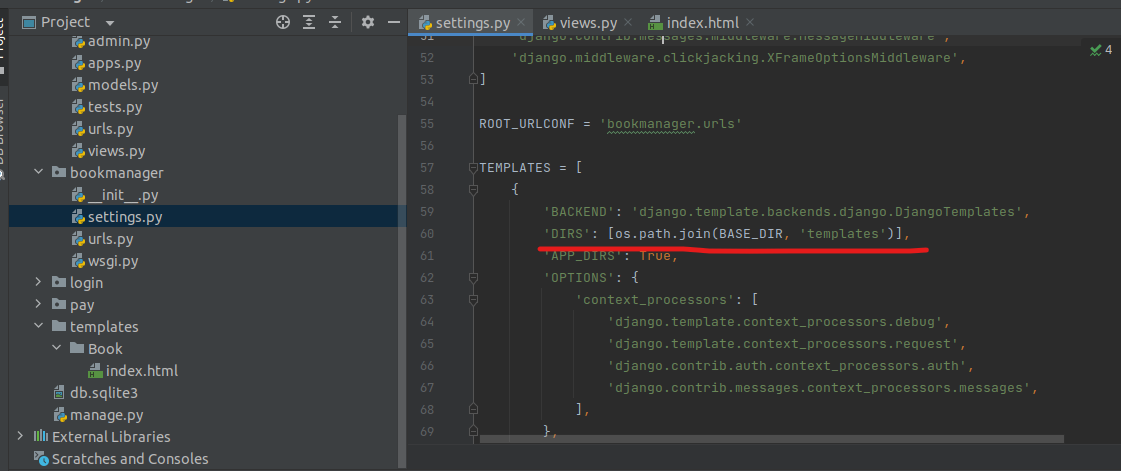 Project
admin.py
apps.py
models.py
tests.py
urls.py
views.py
bookmanager
__init__.py
settings.py
urls.py
wsgi.py
login
pay
templates
Book
index.html
db.sqlite3
manage.py
External Libraries
Scratches and Consoles
settings.py views.py index.html
4
51 'django.contrib.messages.middleware.MessageMiddleware',
52 'django.middleware.clickjacking.XFrameOptionsMiddleware',
53 ]
54
55 ROOT_URLCONF = 'bookmanager.urls'
56
57 TEMPLATES = [
58 {
59 'BACKEND': 'django.template.backends.django.DjangoTemplates',
60 'DIRS': [os.path.join(BASE_DIR, 'templates')],
61 'APP_DIRS': True,
62 'OPTIONS': {
63 'context_processors': [
64 'django.template.context_processors.debug',
65 'django.template.context_processors.request',
66 'django.contrib.auth.context_processors.auth',
67 'django.contrib.messages.context_processors.messages',
68 ],
69 },